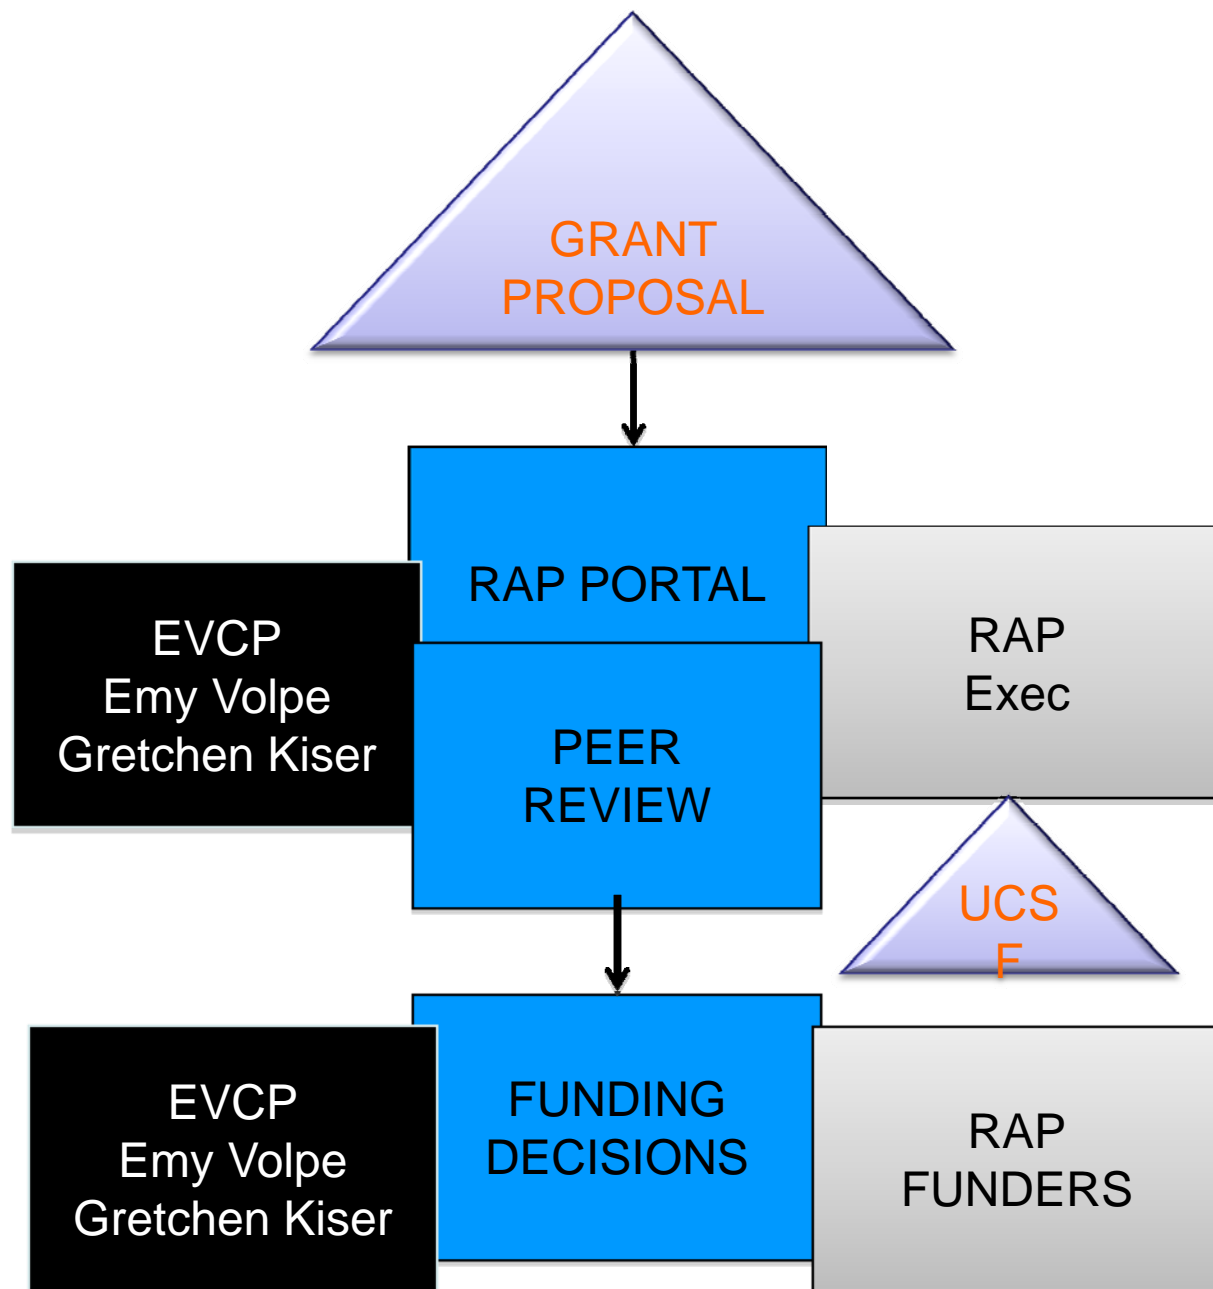 GRANT
PROPOSAL
RAP PORTAL
EVCP
Emy Volpe
Gretchen Kiser
RAP
Exec
PEER
REVIEW
UCS
F
EVCP
Emy Volpe
Gretchen Kiser
FUNDING
DECISIONS
RAP
FUNDERS